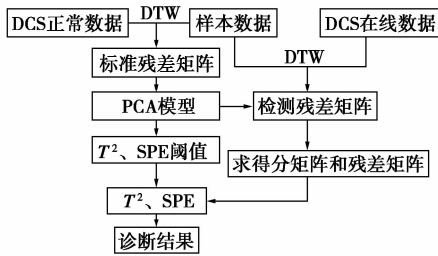 DCS正常数据 DTW 样本数据 DCS在线数据
DTW
标准残差矩阵
PCA模型 检测残差矩阵
T²、SPE阈值 求得分矩阵和残差矩阵
T²、SPE
诊断结果